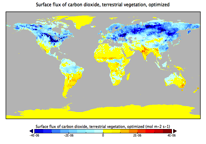 Surface flux of carbon dioxide, terrestrial vegetation, optimized
Surface flux of carbon dioxide, terrestrial vegetation, optimized (mol m-2 s-1)